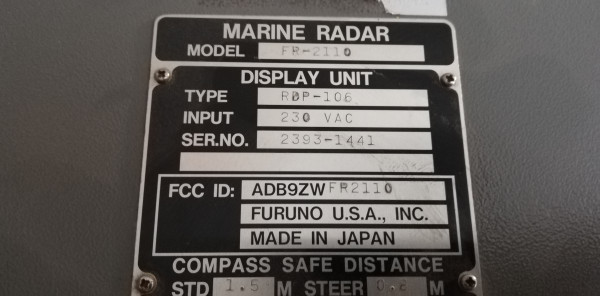 MARINE RADAR
MODEL FR-2110
DISPLAY UNIT
TYPE RDP-106
INPUT 230 VAC
SER.NO. 2393-1441
FCC ID: ADB9ZWFR2110
FURUNO U.S.A., INC.
MADE IN JAPAN
COMPASS SAFE DISTANCE
STD 1.5 M STEER M